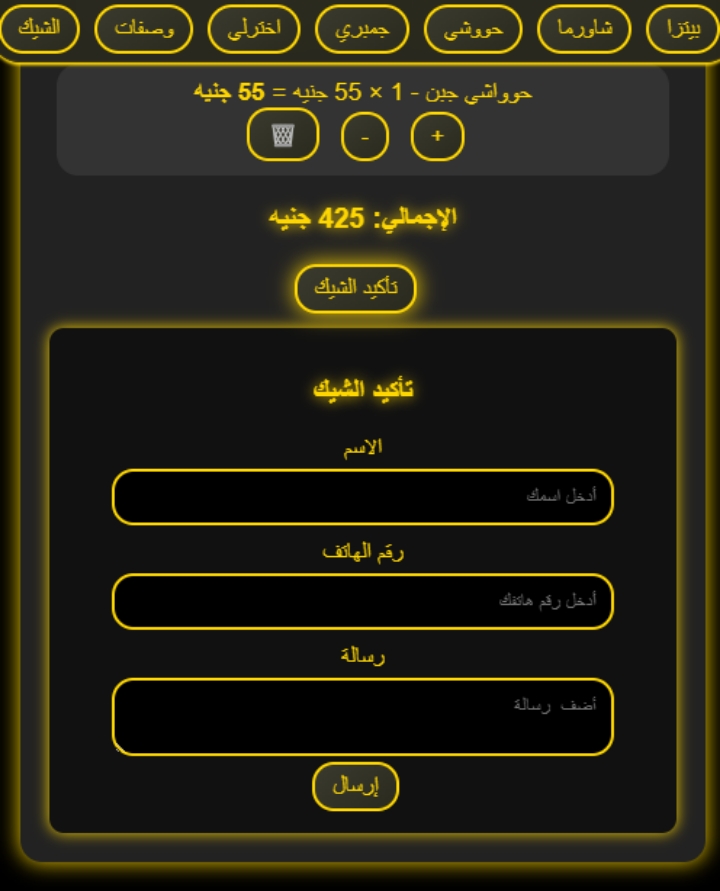 بيتزا شاورما حووشي جمبري اخترلي وصفات الشيك
حوواشي جبن - 1 × 55 جنيه = 55 جنيه
+ -
الإجمالي: 425 جنيه
تأكيد الشيك
تأكيد الشيك
الاسم
أدخل اسمك
رقم الهاتف
أدخل رقم هاتفك
رسالة
أضف رسالة
إرسال